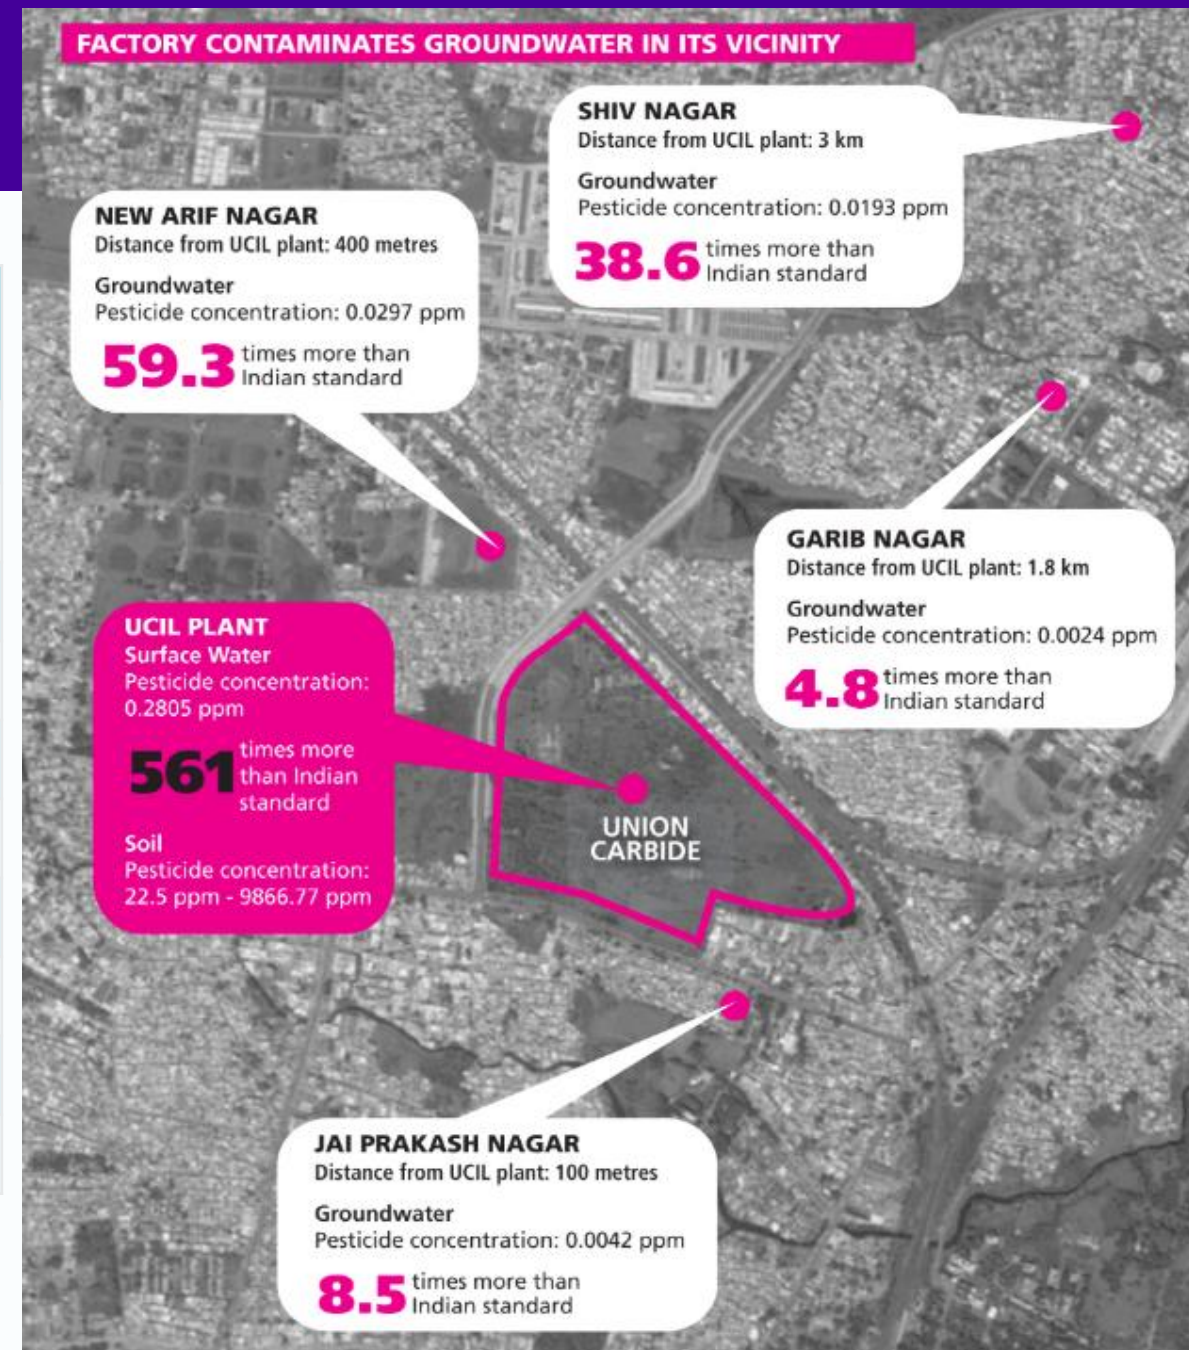 FACTORY CONTAMINATES GROUNDWATER IN ITS VICINITY
SHIV NAGAR
Distance from UCIL plant: 3 km
Groundwater
Pesticide concentration: 0.0193 ppm
38.6 times more than
Indian standard
NEW ARIF NAGAR
Distance from UCIL plant: 400 metres
Groundwater
Pesticide concentration: 0.0297 ppm
59.3 times more than
Indian standard
GARIB NAGAR
Distance from UCIL plant: 1.8 km
Groundwater
Pesticide concentration: 0.0024 ppm
4.8 times more than
Indian standard
UCIL PLANT
Surface Water
Pesticide concentration:
0.2805 ppm
561 times more
than Indian
standard
Soil
Pesticide concentration:
22.5 ppm - 9866.77 ppm
UNION
CARBIDE
JAI PRAKASH NAGAR
Distance from UCIL plant: 100 metres
Groundwater
Pesticide concentration: 0.0042 ppm
8.5 times more than
Indian standard